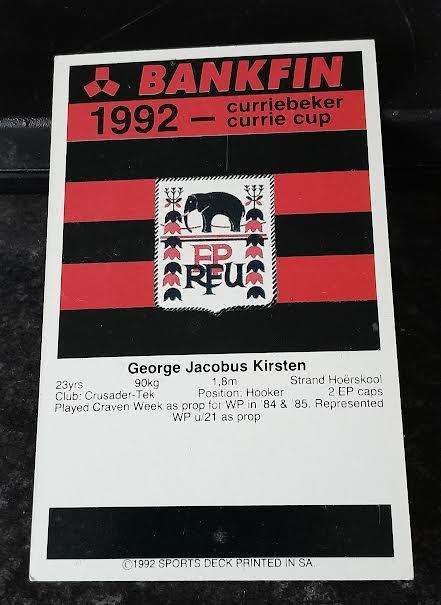 BANKFIN
1992 — curriebeker
currie cup
EP
RFU
George Jacobus Kirsten
23yrs 90kg 1,8m Strand Hoërskool
Club: Crusader-Tek Position: Hooker 2 EP caps
Played Craven Week as prop for WP in '84 & '85. Represented
WP u/21 as prop
©1992 SPORTS DECK PRINTED IN SA.